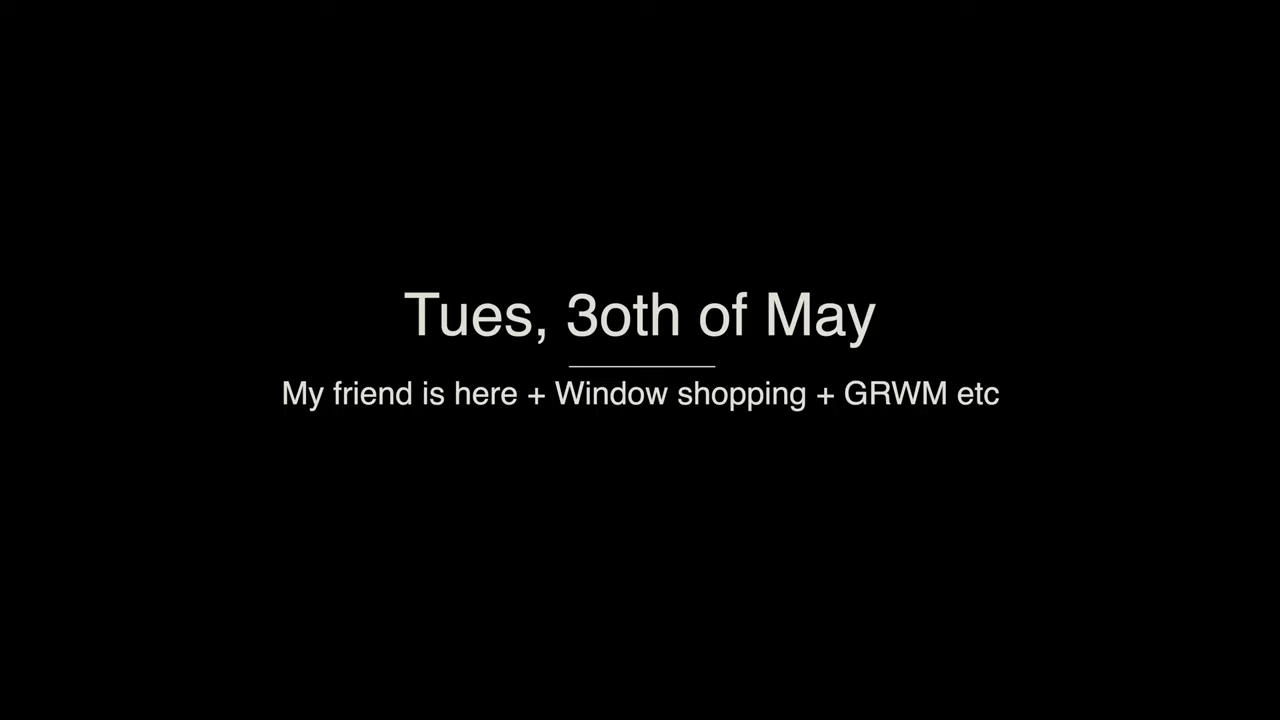 Tues, 3oth of May
My friend is here + Window shopping + GRWM etc